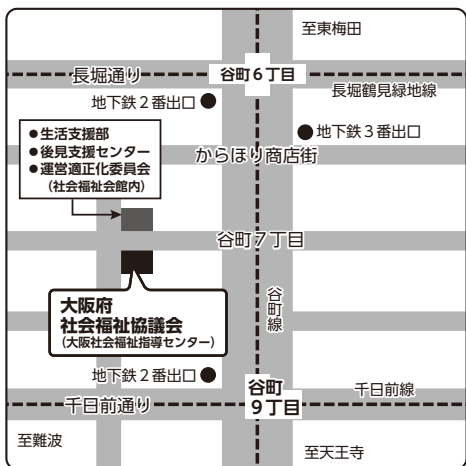 至東梅田
長堀通り
谷町6丁目
長堀鶴見緑地線
地下鉄2番出口●
●地下鉄3番出口
●生活支援部
●後見支援センター
●運営適正化委員会
(社会福祉会館内)
からほり商店街
谷町7丁目
大阪府
社会福祉協議会
(大阪社会福祉指導センター)
谷町線
地下鉄2番出口●
谷町
9丁目
千日前線
千日前通り
至難波
至天王寺